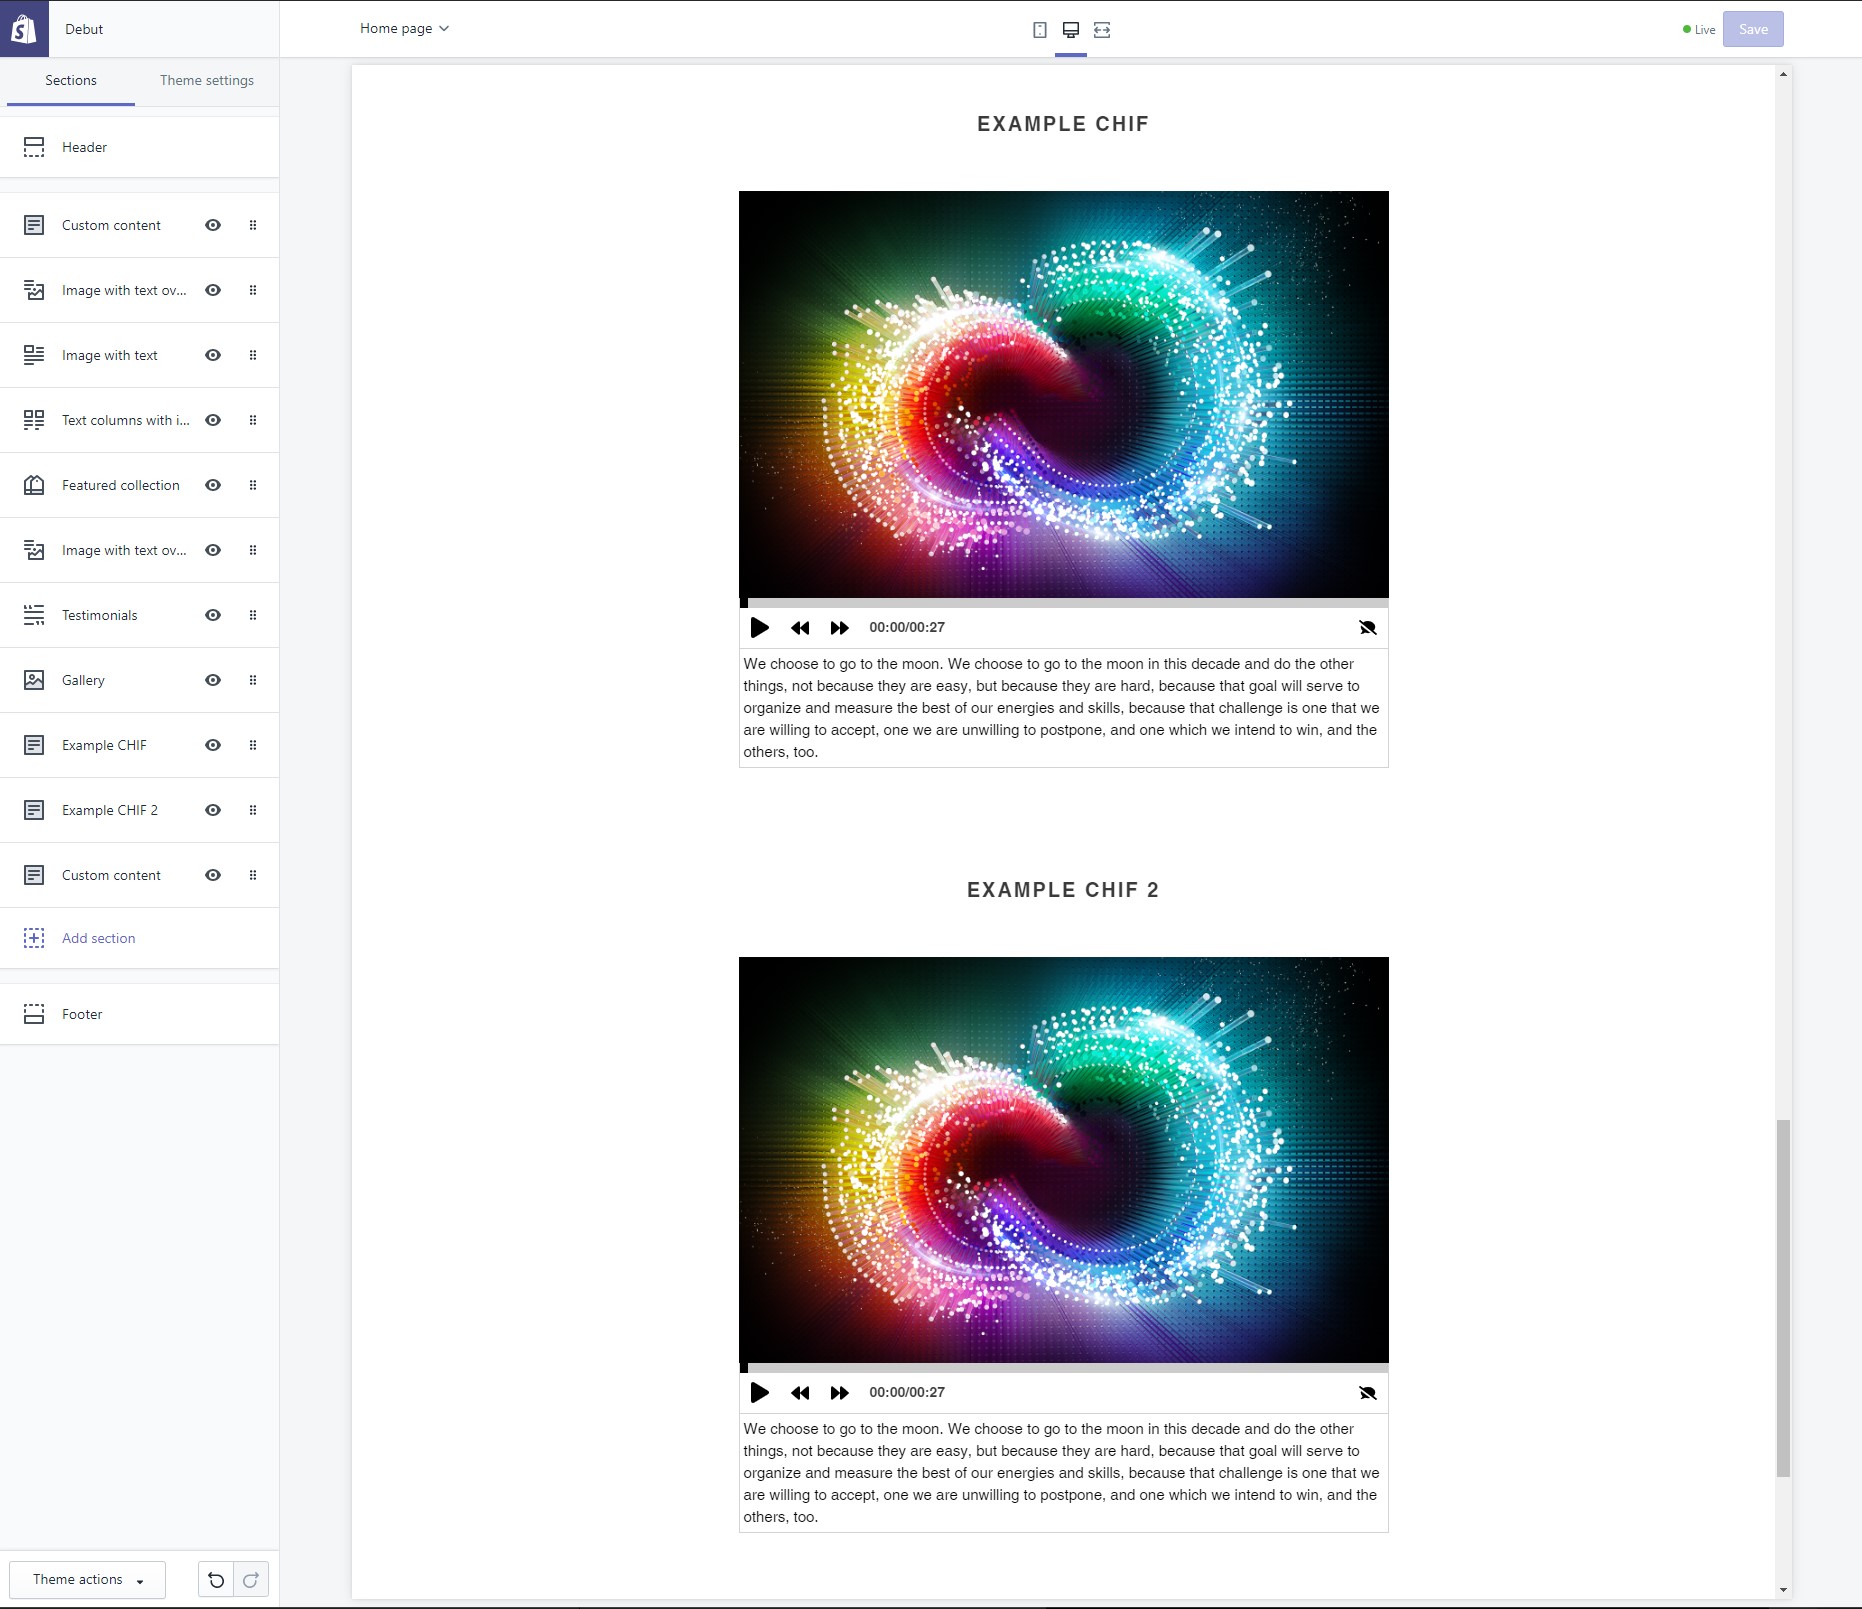 Debut
Home page
Live
Save
Sections
Theme settings
Header
Custom content
Image with text ov...
Image with text
Text columns with i...
Featured collection
Image with text ov...
Testimonials
Gallery
Example CHIF
Example CHIF 2
Custom content
Add section
Footer
Theme actions
EXAMPLE CHIF
00:00/00:27
We choose to go to the moon. We choose to go to the moon in this decade and do the other
things, not because they are easy, but because they are hard, because that goal will serve to
organize and measure the best of our energies and skills, because that challenge is one that we
are willing to accept, one we are unwilling to postpone, and one which we intend to win, and the
others, too.
EXAMPLE CHIF 2
00:00/00:27
We choose to go to the moon. We choose to go to the moon in this decade and do the other
things, not because they are easy, but because they are hard, because that goal will serve to
organize and measure the best of our energies and skills, because that challenge is one that we
are willing to accept, one we are unwilling to postpone, and one which we intend to win, and the
others, too.